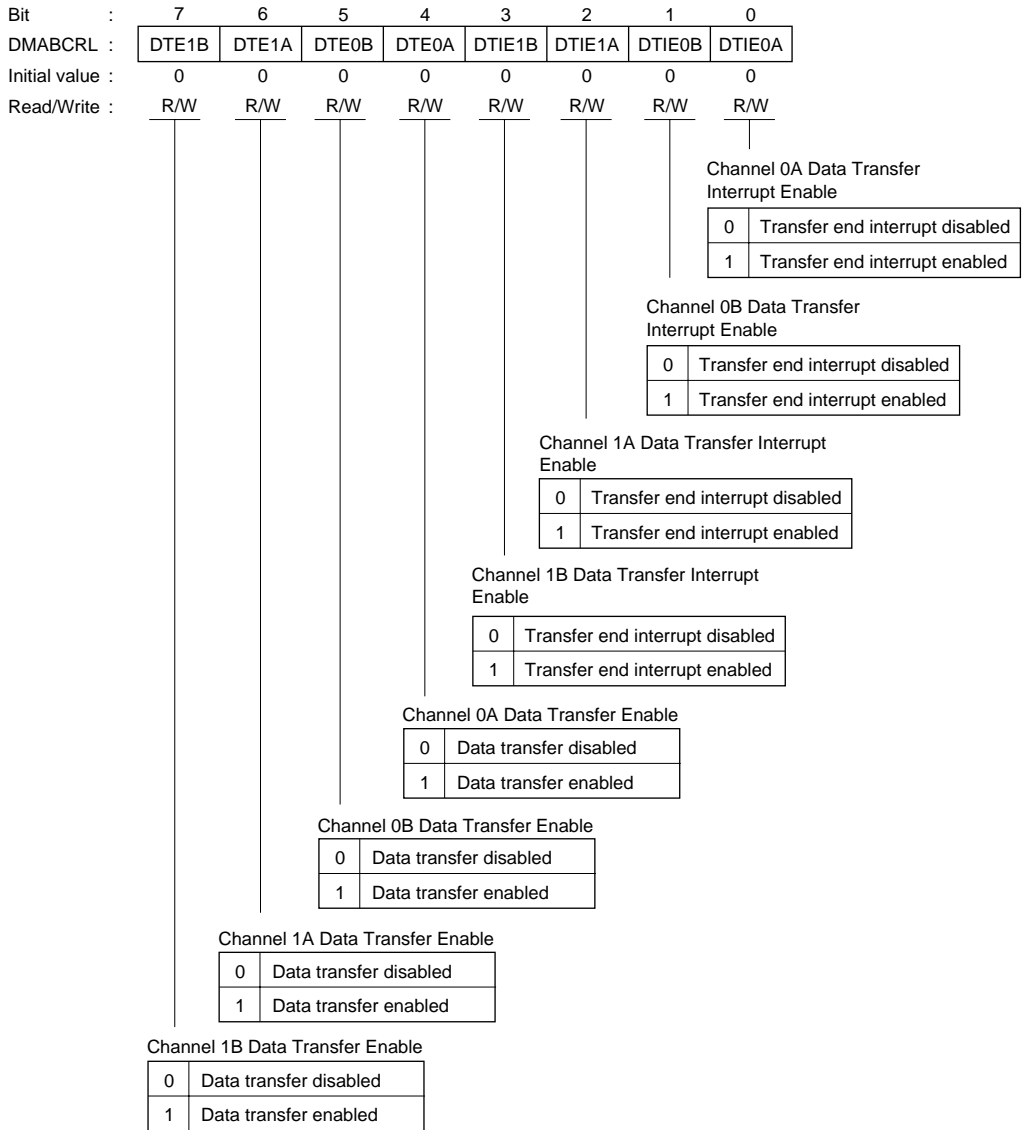 Bit : 7 6 5 4 3 2 1 0
DMABCRL : DTE1B DTE1A DTE0B DTE0A DTIE1B DTIE1A DTIE0B DTIE0A
Initial value : 0 0 0 0 0 0 0 0
Read/Write : R/W R/W R/W R/W R/W R/W R/W R/W
Channel 0A Data Transfer
Interrupt Enable
0 Transfer end interrupt disabled
1 Transfer end interrupt enabled
Channel 0B Data Transfer
Interrupt Enable
0 Transfer end interrupt disabled
1 Transfer end interrupt enabled
Channel 1A Data Transfer Interrupt
Enable
0 Transfer end interrupt disabled
1 Transfer end interrupt enabled
Channel 1B Data Transfer Interrupt
Enable
0 Transfer end interrupt disabled
1 Transfer end interrupt enabled
Channel 0A Data Transfer Enable
0 Data transfer disabled
1 Data transfer enabled
Channel 0B Data Transfer Enable
0 Data transfer disabled
1 Data transfer enabled
Channel 1A Data Transfer Enable
0 Data transfer disabled
1 Data transfer enabled
Channel 1B Data Transfer Enable
0 Data transfer disabled
1 Data transfer enabled